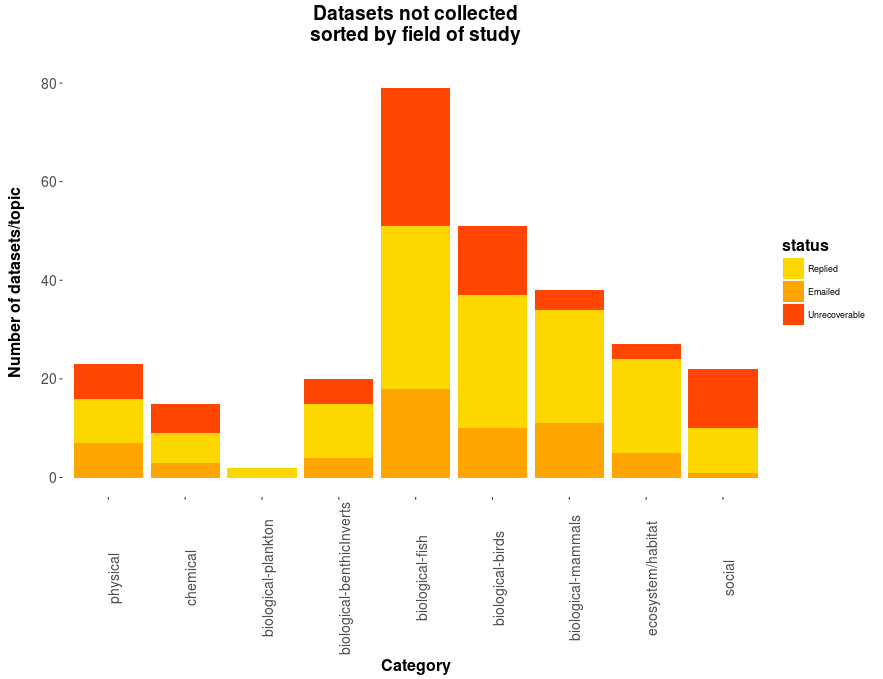 Datasets not collected
sorted by field of study
Number of datasets/topic
80
60
40
20
0
physical
chemical
biological-plankton
biological-benthicInverts
biological-fish
biological-birds
biological-mammals
ecosystem/habitat
social
Category
status
Replied
Emailed
Unrecoverable